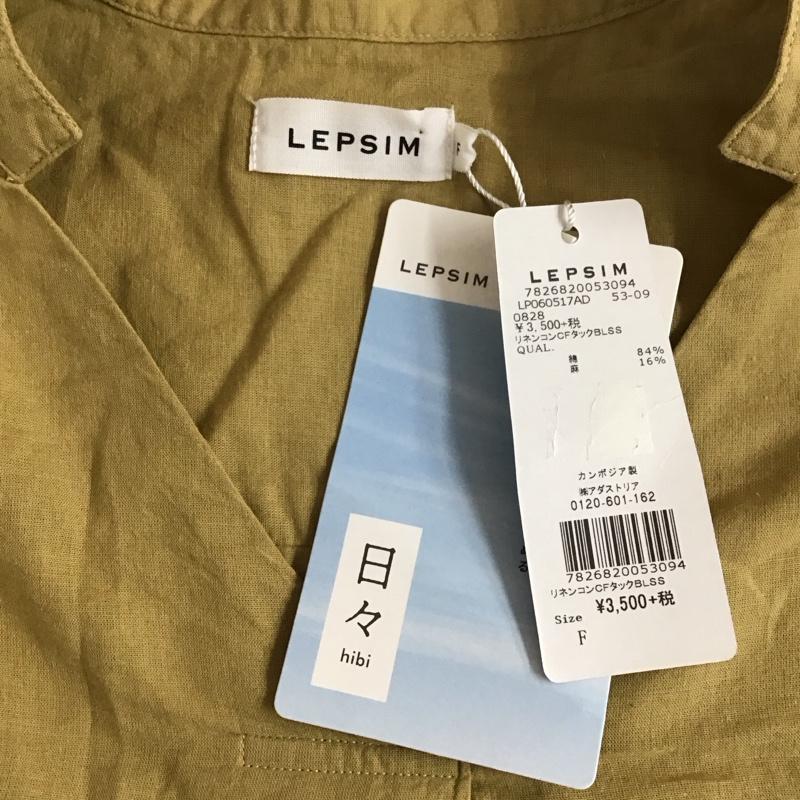 LEPSIM
F
LEPSIM
日々
hibi
LEPSIM
7826820053094
LP060517AD 53-09
0828
¥3,500+税
リネンコンCFタックBLSS
QUAL.
綿 84%
麻 16%
カンボジア製
㈱アダストリア
0120-601-162
7826820053094
リネンコンCFタックBLSS
¥3,500+税
Size
F